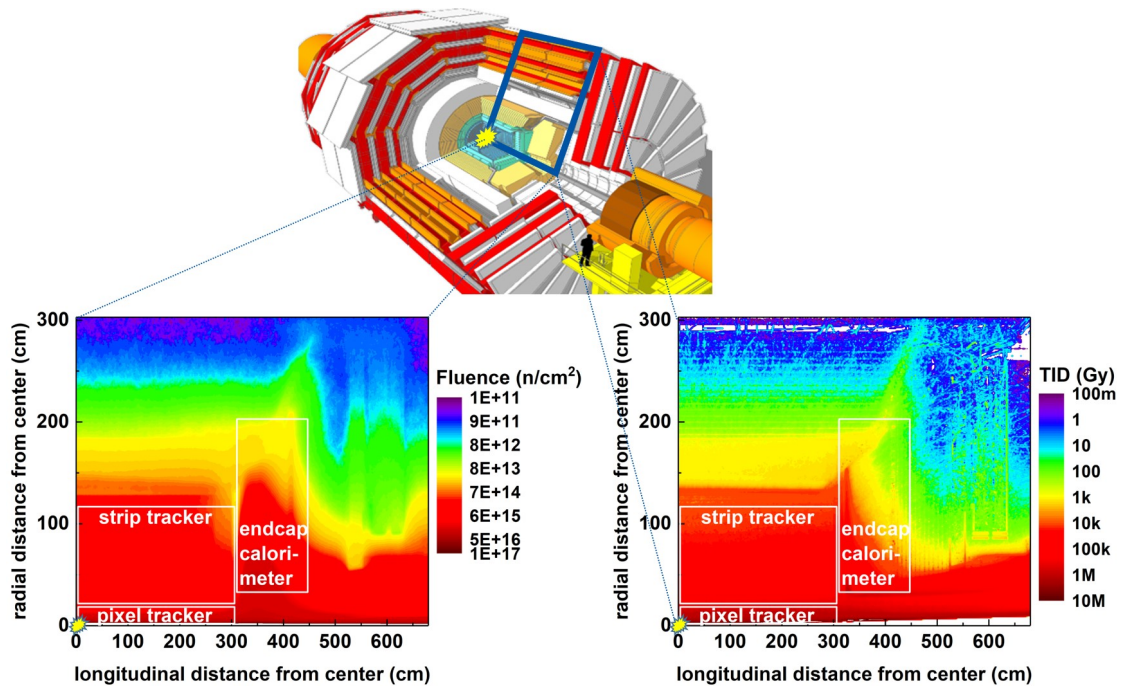 300
200
100
0
radial distance from center (cm)
strip tracker
pixel tracker
endcap
calori-
meter
0 100 200 300 400 500 600
longitudinal distance from center (cm)
Fluence (n/cm²)
1E+11
9E+11
8E+12
8E+13
7E+14
6E+15
5E+16
1E+17
300
200
100
0
radial distance from center (cm)
strip tracker
pixel tracker
endcap
calori-
meter
0 100 200 300 400 500 600
longitudinal distance from center (cm)
TID (Gy)
100m
1
10
100
1k
10k
100k
1M
10M